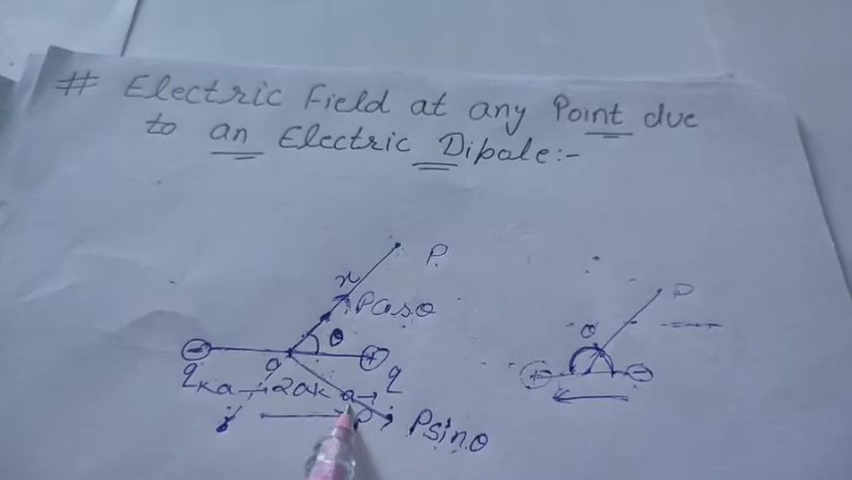 # Electric Field at any Point due
to an Electric Dipole:-
P
x
Pcosθ
θ
P
θ
- +
O
q q
a 2a a
P
Psinθ
+ -